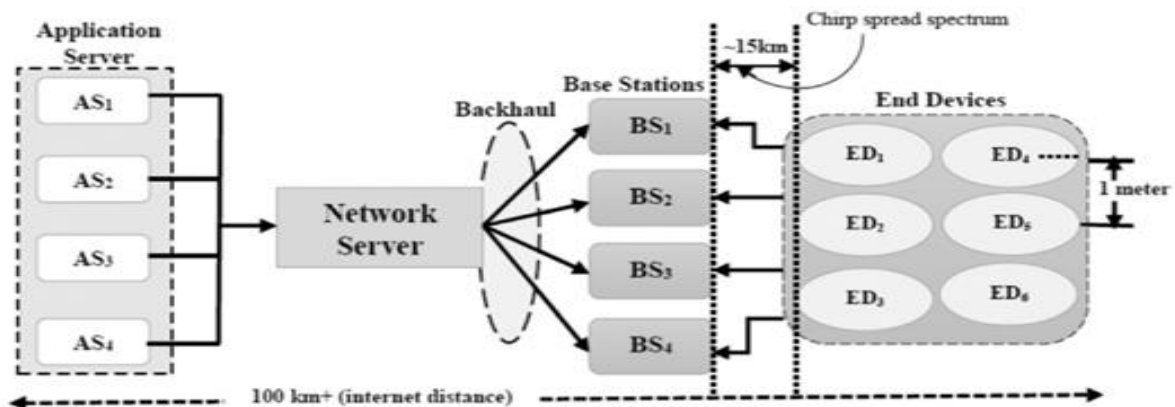 Chirp spread spectrum
Application
Server
~15km
Base Stations
Backhaul
End Devices
AS1
AS2
AS3
AS4
Network
Server
BS1
BS2
BS3
BS4
ED1
ED4
ED2
ED5
ED3
ED6
1 meter
100 km+ (internet distance)